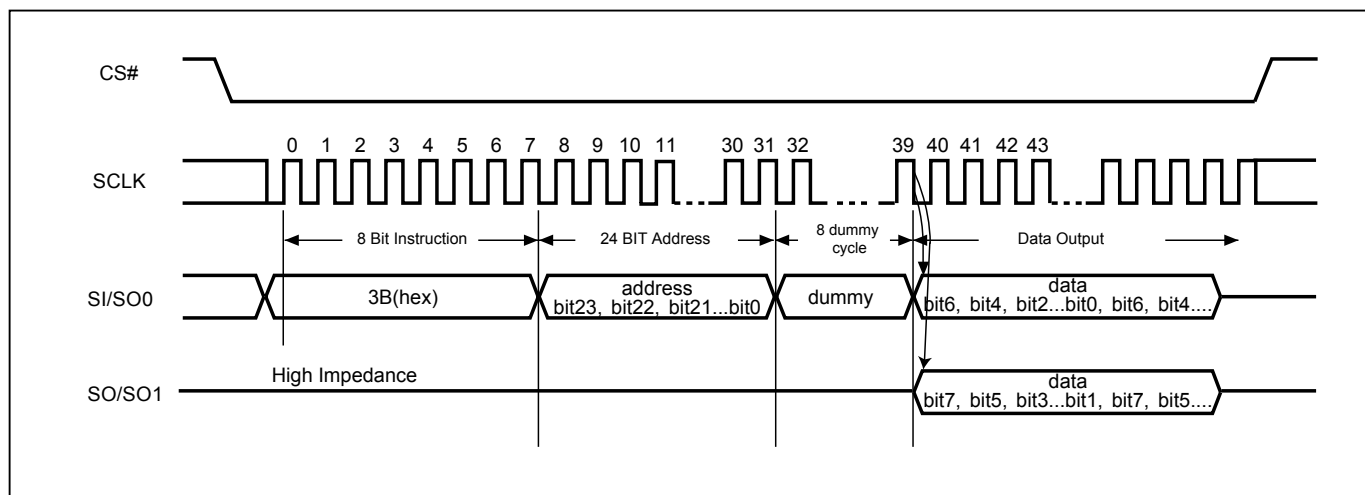 CS#
0 1 2 3 4 5 6 7 8 9 10 11 30 31 32 39 40 41 42 43
SCLK
8 Bit Instruction 24 BIT Address 8 dummy cycle Data Output
SI/SO0 3B(hex) address dummy data
bit23, bit22, bit21...bit0 bit6, bit4, bit2...bit0, bit6, bit4....
High Impedance
SO/SO1 data
bit7, bit5, bit3...bit1, bit7, bit5....